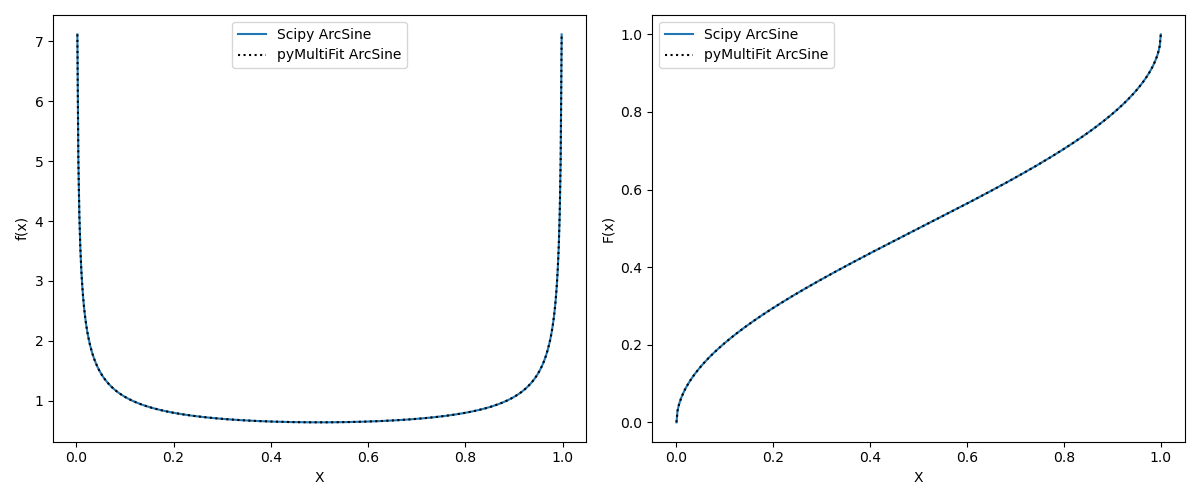 Scipy ArcSine
pyMultiFit ArcSine
7
6
5
4
3
2
1
f(x)
0.0 0.2 0.4 0.6 0.8 1.0
X
Scipy ArcSine
pyMultiFit ArcSine
1.0
0.8
0.6
0.4
0.2
0.0
F(x)
0.0 0.2 0.4 0.6 0.8 1.0
X